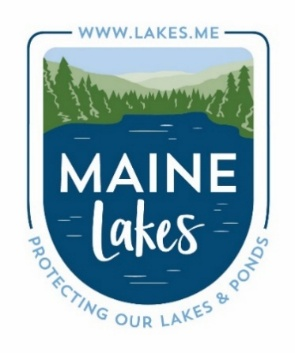 WWW.LAKES.ME
MAINE
Lakes
PROTECTING OUR LAKES & PONDS